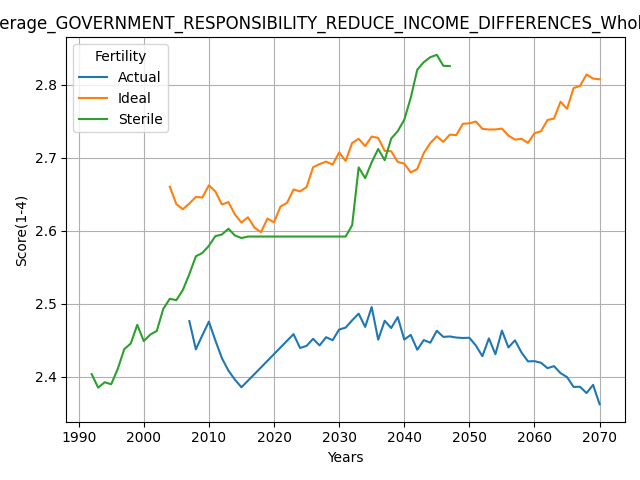 erage_GOVERNMENT_RESPONSIBILITY_REDUCE_INCOME_DIFFERENCES_Whol
Fertility
Actual
Ideal
Sterile
Score(1-4)
2.8
2.7
2.6
2.5
2.4
1990 2000 2010 2020 2030 2040 2050 2060 2070
Years